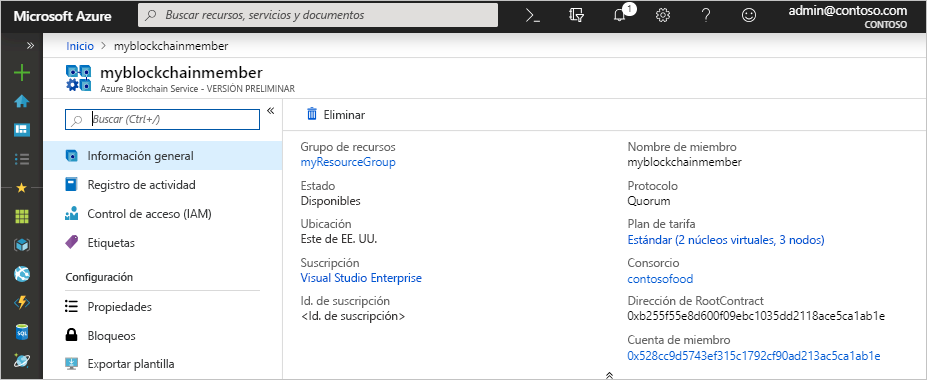 Microsoft Azure
Buscar recursos, servicios y documentos
1
admin@contoso.com
CONTOSO
Inicio > myblockchainmember
myblockchainmember
Azure Blockchain Service - VERSIÓN PRELIMINAR
Buscar (Ctrl+/)
Información general
Registro de actividad
Control de acceso (IAM)
Etiquetas
Configuración
Propiedades
Bloqueos
Exportar plantilla
Eliminar
Grupo de recursos
myResourceGroup
Estado
Disponibles
Ubicación
Este de EE. UU.
Suscripción
Visual Studio Enterprise
Id. de suscripción
<Id. de suscripción>
Nombre de miembro
myblockchainmember
Protocolo
Quorum
Plan de tarifa
Estándar (2 núcleos virtuales, 3 nodos)
Consorcio
contosofood
Dirección de RootContract
0xb255f55e8d600f09ebc1035dd2118ace5ca1ab1e
Cuenta de miembro
0x528cc9d5743ef315c1792cf90ad213ac5ca1ab1e
SQL